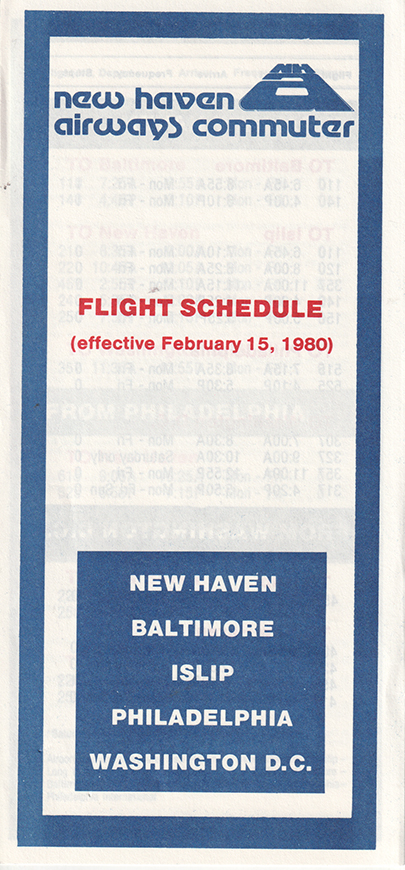 new haven
airways commuter
FLIGHT SCHEDULE
(effective February 15, 1980)
NEW HAVEN
BALTIMORE
ISLIP
PHILADELPHIA
WASHINGTON D.C.